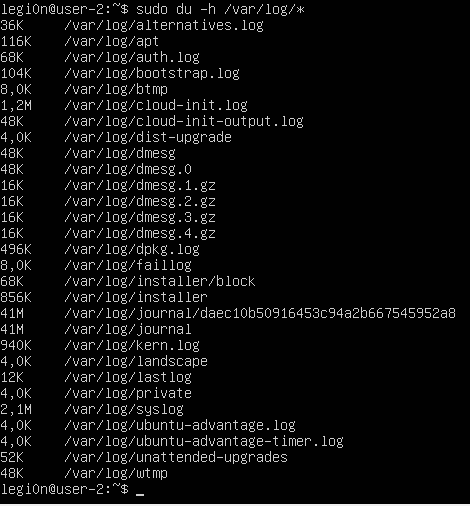 legi0n@user-2:~$ sudo du -h /var/log/*
36K /var/log/alternatives.log
116K /var/log/apt
68K /var/log/auth.log
104K /var/log/bootstrap.log
8,0K /var/log/btmp
1,2M /var/log/cloud-init.log
48K /var/log/cloud-init-output.log
4,0K /var/log/dist-upgrade
48K /var/log/dmesg
48K /var/log/dmesg.0
16K /var/log/dmesg.1.gz
16K /var/log/dmesg.2.gz
16K /var/log/dmesg.3.gz
16K /var/log/dmesg.4.gz
496K /var/log/dpkg.log
8,0K /var/log/faillog
68K /var/log/installer/block
856K /var/log/installer
41M /var/log/journal/daec10b50916453c94a2b667545952a8
41M /var/log/journal
940K /var/log/kern.log
4,0K /var/log/landscape
12K /var/log/lastlog
4,0K /var/log/private
2,1M /var/log/syslog
4,0K /var/log/ubuntu-advantage.log
4,0K /var/log/ubuntu-advantage-timer.log
52K /var/log/unattended-upgrades
48K /var/log/wtmp
legi0n@user-2:~$ _